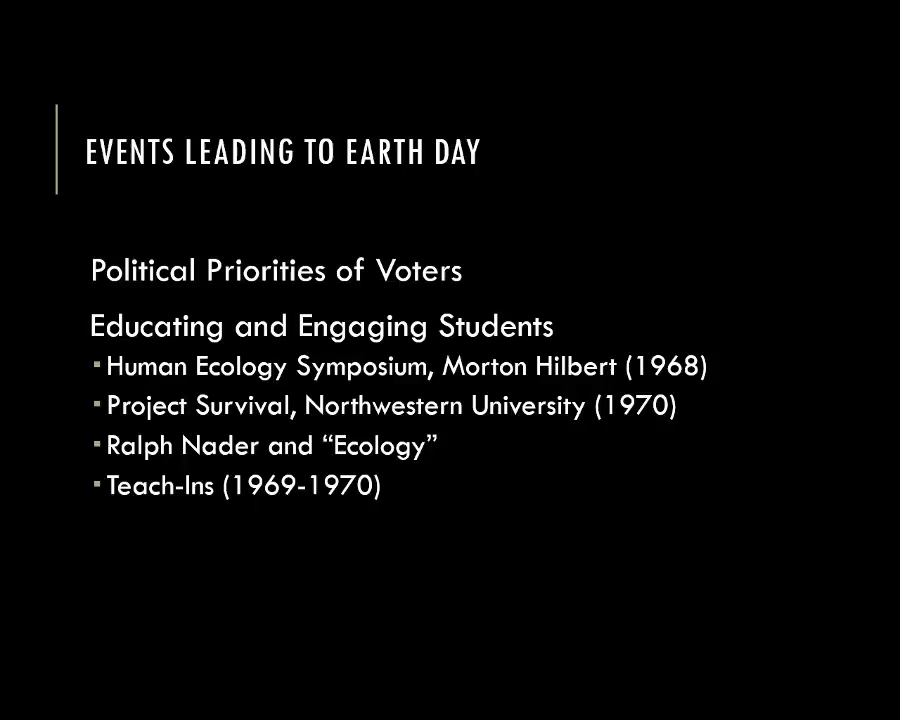 EVENTS LEADING TO EARTH DAY
Political Priorities of Voters
Educating and Engaging Students
▪ Human Ecology Symposium, Morton Hilbert (1968)
▪ Project Survival, Northwestern University (1970)
▪ Ralph Nader and “Ecology”
▪ Teach-Ins (1969-1970)